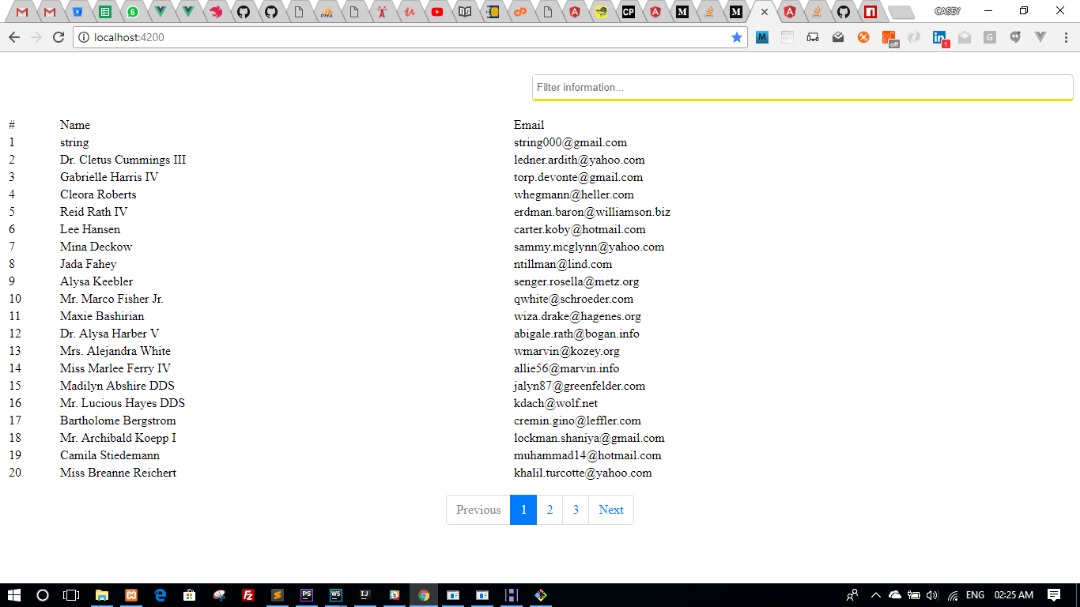 CASEY
localhost:4200
Filter information...
# Name Email
1 string string000@gmail.com
2 Dr. Cletus Cummings III ledner.ardith@yahoo.com
3 Gabrielle Harris IV torp.devonte@gmail.com
4 Cleora Roberts whegmann@heller.com
5 Reid Rath IV erdman.baron@williamson.biz
6 Lee Hansen carter.koby@hotmail.com
7 Mina Deckow sammy.mcglynn@yahoo.com
8 Jada Fahey ntillman@lind.com
9 Alysa Keebler senger.rosella@metz.org
10 Mr. Marco Fisher Jr. qwhite@schroeder.com
11 Maxie Bashirian wiza.drake@hagenes.org
12 Dr. Alysa Harber V abigale.rath@bogan.info
13 Mrs. Alejandra White wmarvin@kozey.org
14 Miss Marlee Ferry IV allie56@marvin.info
15 Madilyn Abshire DDS jalyn87@greenfelder.com
16 Mr. Lucious Hayes DDS kdach@wolf.net
17 Bartholome Bergstrom cremin.gino@leffler.com
18 Mr. Archibald Koepp I lockman.shaniya@gmail.com
19 Camila Stiedemann muhammad14@hotmail.com
20 Miss Breanne Reichert khalil.turcotte@yahoo.com
Previous 1 2 3 Next
ENG 02:25 AM